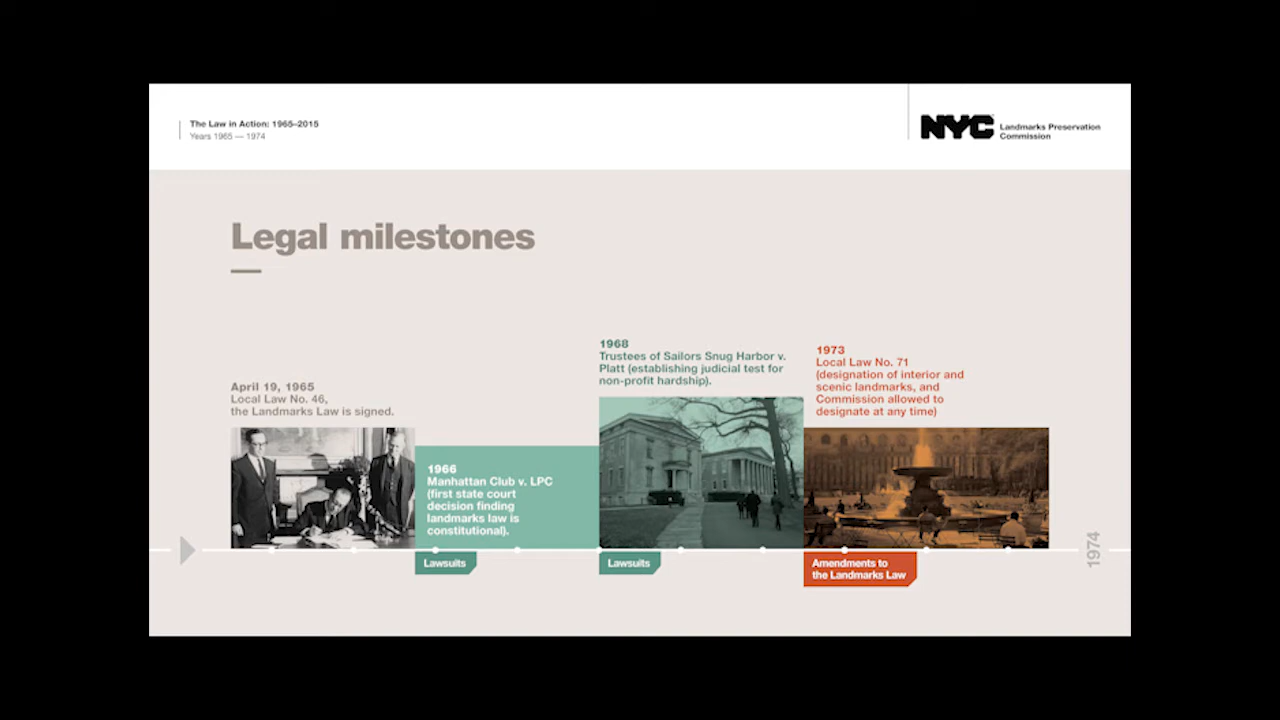 The Law in Action: 1965–2015
Years 1965 — 1974
NYC
Landmarks Preservation
Commission
Legal milestones
April 19, 1965
Local Law No. 46,
the Landmarks Law is signed.
1966
Manhattan Club v. LPC
(first state court
decision finding
landmarks law is
constitutional).
Lawsuits
1968
Trustees of Sailors Snug Harbor v.
Platt (establishing judicial test for
non-profit hardship).
Lawsuits
1973
Local Law No. 71
(designation of interior and
scenic landmarks, and
Commission allowed to
designate at any time)
Amendments to
the Landmarks Law
1974